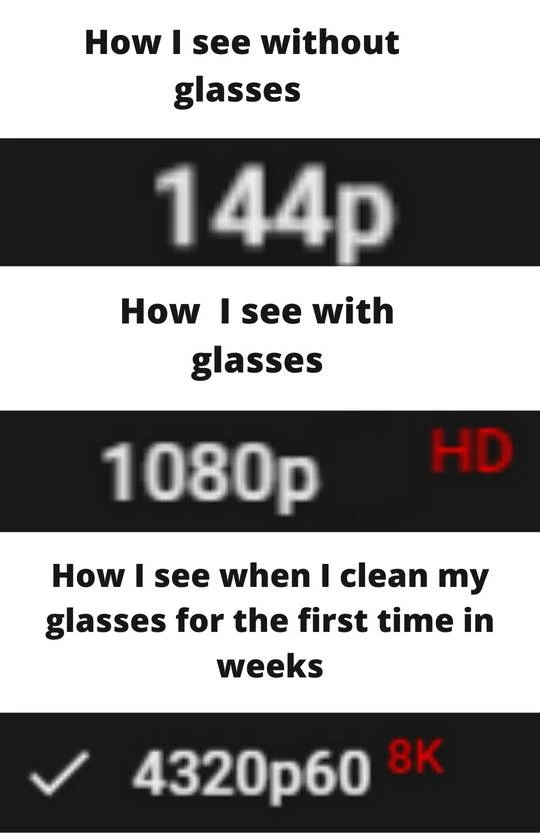 How I see without
glasses
144p
How I see with
glasses
1080p HD
How I see when I clean my
glasses for the first time in
weeks
4320p60 8K